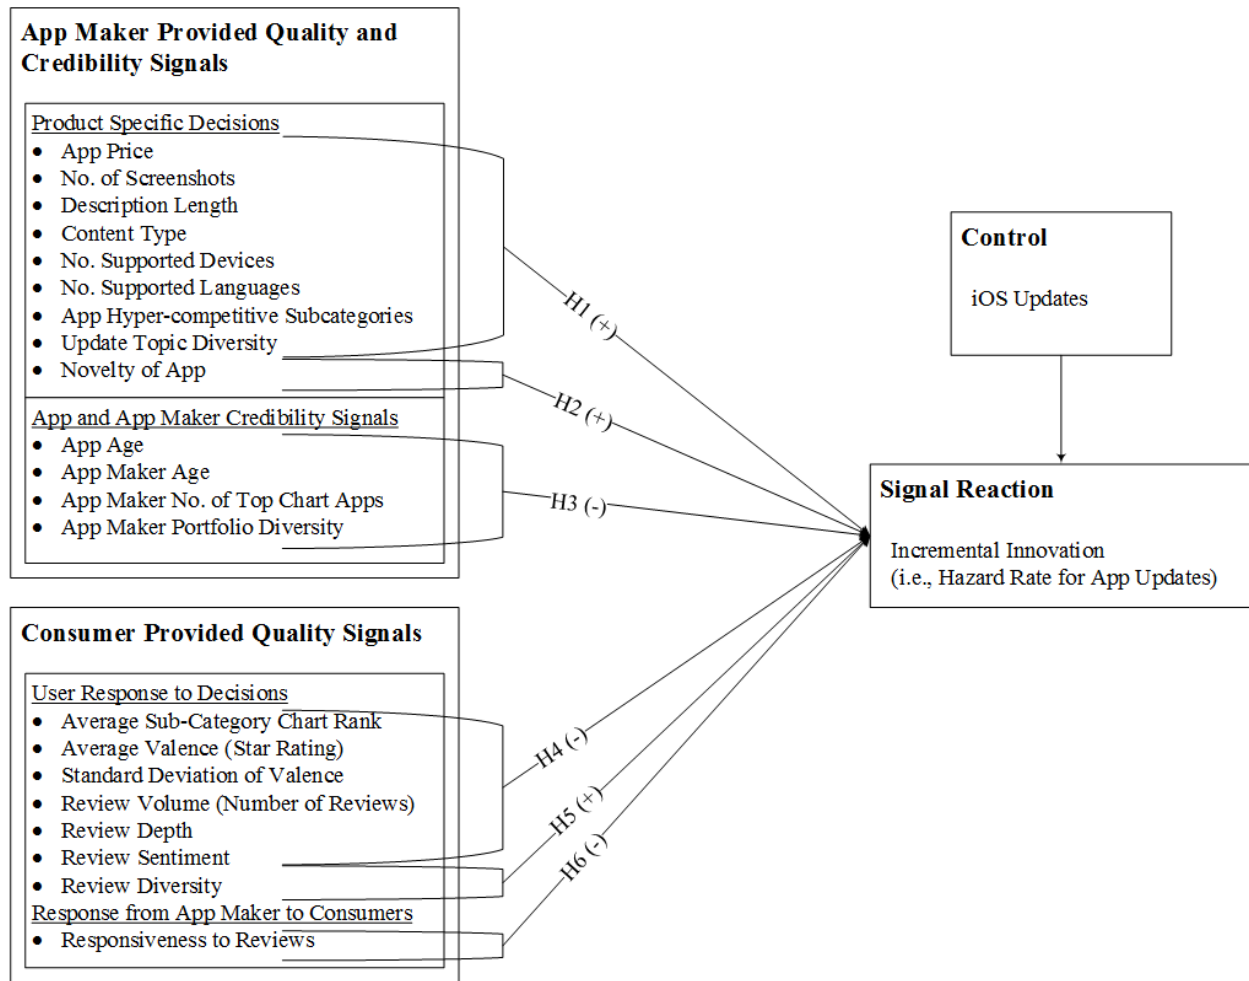 App Maker Provided Quality and
Credibility Signals
Product Specific Decisions
• App Price
• No. of Screenshots
• Description Length
• Content Type
• No. Supported Devices
• No. Supported Languages
• App Hyper-competitive Subcategories
• Update Topic Diversity
• Novelty of App
App and App Maker Credibility Signals
• App Age
• App Maker Age
• App Maker No. of Top Chart Apps
• App Maker Portfolio Diversity
Consumer Provided Quality Signals
User Response to Decisions
• Average Sub-Category Chart Rank
• Average Valence (Star Rating)
• Standard Deviation of Valence
• Review Volume (Number of Reviews)
• Review Depth
• Review Sentiment
• Review Diversity
Response from App Maker to Consumers
• Responsiveness to Reviews
H1 (+)
H2 (+)
H3 (-)
H4 (-)
H5 (+)
H6 (-)
Control
iOS Updates
Signal Reaction
Incremental Innovation
(i.e., Hazard Rate for App Updates)